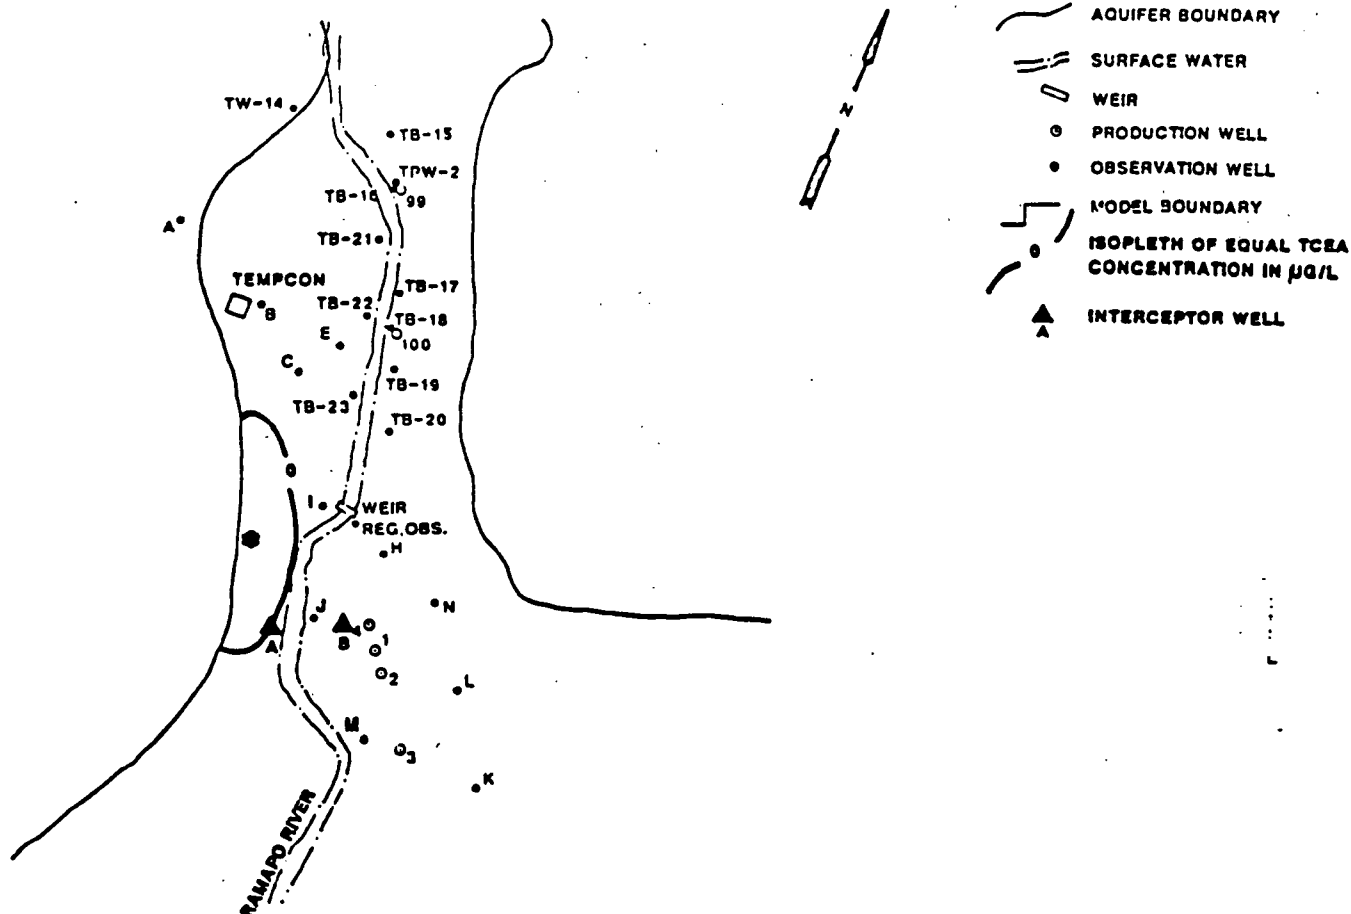 AQUIFER BOUNDARY
SURFACE WATER
WEIR
PRODUCTION WELL
OBSERVATION WELL
MODEL BOUNDARY
0
ISOPLETH OF EQUAL TCEA
CONCENTRATION IN µG/L
A
INTERCEPTOR WELL
N
TW-14
TB-15
TPW-2
TB-16
99
A
TB-21
TEMPCON
B
TB-17
TB-22
TB-18
100
E
C
TB-19
TB-23
TB-20
0
I
WEIR
REG.OBS.
H
N
J
A
B
4
1
2
L
M
3
K
RAMAPO RIVER